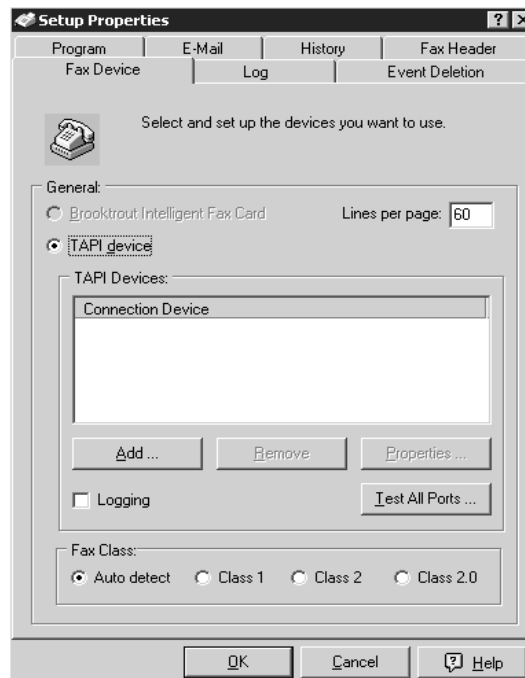 Setup Properties
Program E-Mail History Fax Header
Fax Device Log Event Deletion
Select and set up the devices you want to use.
General:
Brooktrout Intelligent Fax Card Lines per page: 60
TAPI device
TAPI Devices:
Connection Device
Add ... Remove Properties ...
Logging Test All Ports ...
Fax Class:
Auto detect Class 1 Class 2 Class 2.0
OK Cancel Help